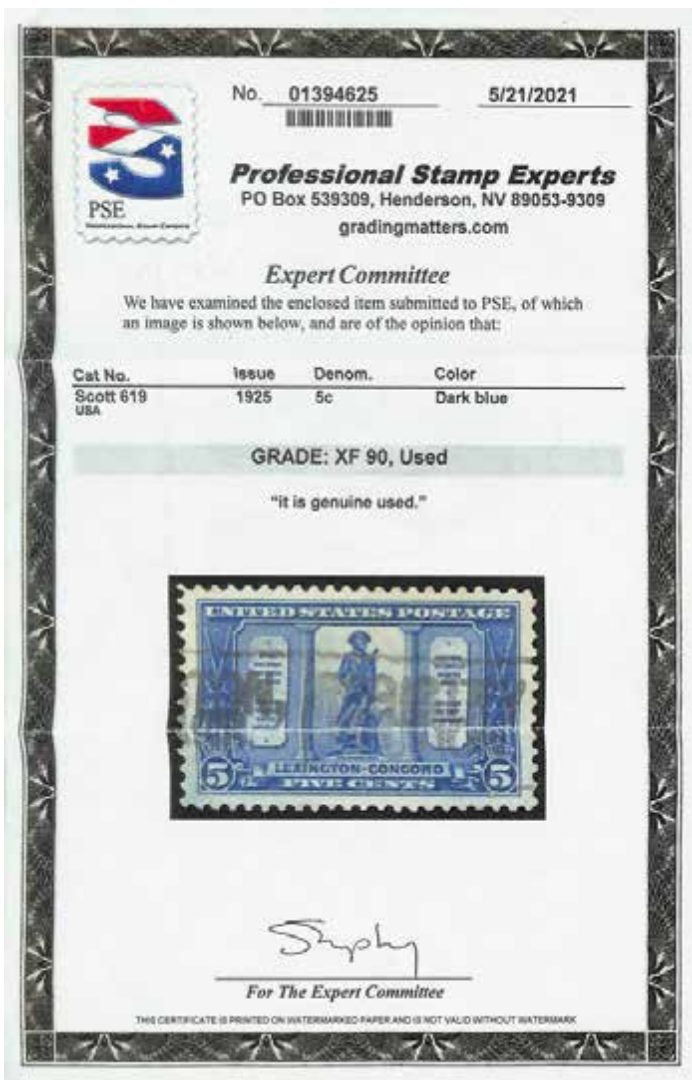 No. 01394625 5/21/2021
PSE
Professional Stamp Experts
PO Box 539309, Henderson, NV 89053-9309
gradingmatters.com
Expert Committee
We have examined the enclosed item submitted to PSE, of which
an image is shown below, and are of the opinion that:
Cat No. Issue Denom. Color
Scott 619 1925 5c Dark blue
USA
GRADE: XF 90, Used
"it is genuine used."
UNITED STATES POSTAGE
5 LEXINGTON-CONCORD 5
FIVE CENTS
For The Expert Committee
THIS CERTIFICATE IS PRINTED ON WATERMARKED PAPER AND IS NOT VALID WITHOUT WATERMARK